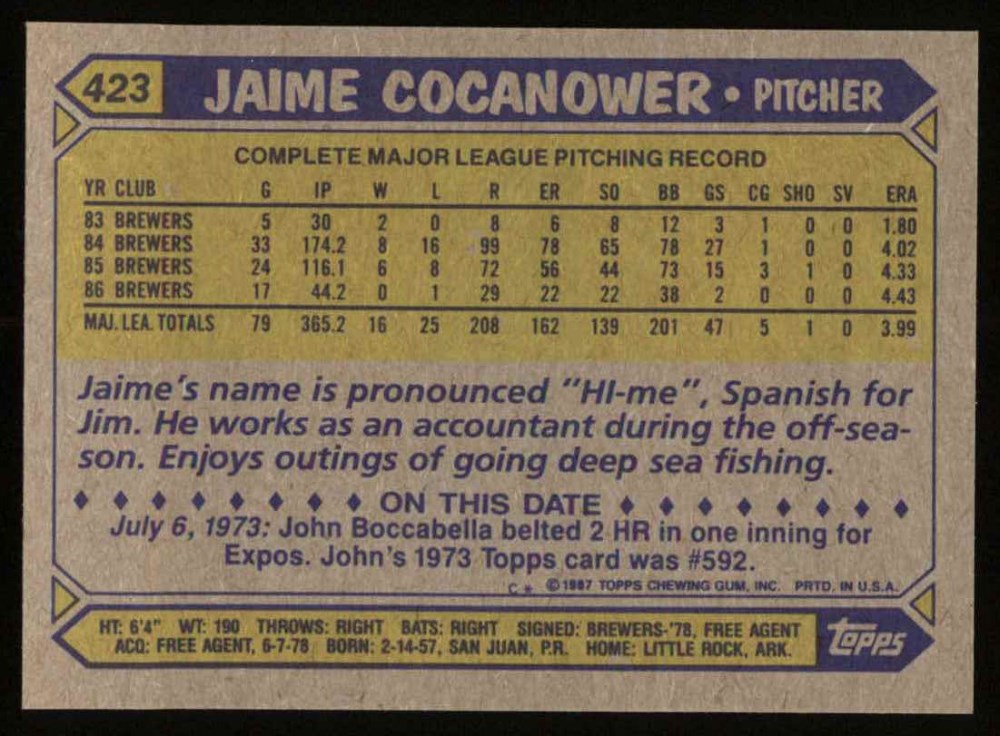 423 JAIME COCANOWER • PITCHER
COMPLETE MAJOR LEAGUE PITCHING RECORD
YR CLUB G IP W L R ER SO BB GS CG SHO SV ERA
83 BREWERS 5 30 2 0 8 6 8 12 3 1 0 0 1.80
84 BREWERS 33 174.2 8 16 99 78 65 78 27 1 0 0 4.02
85 BREWERS 24 116.1 6 8 72 56 44 73 15 3 1 0 4.33
86 BREWERS 17 44.2 0 1 29 22 22 38 2 0 0 0 4.43
MAJ. LEA. TOTALS 79 365.2 16 25 208 162 139 201 47 5 1 0 3.99
Jaime's name is pronounced "HI-me", Spanish for
Jim. He works as an accountant during the off-sea-
son. Enjoys outings of going deep sea fishing.
♦ ♦ ♦ ♦ ♦ ♦ ♦ ♦ ON THIS DATE ♦ ♦ ♦ ♦ ♦ ♦ ♦ ♦
July 6, 1973: John Boccabella belted 2 HR in one inning for
Expos. John's 1973 Topps card was #592.
C* ©1987 TOPPS CHEWING GUM, INC. PRTD. IN U.S.A.
HT: 6'4" WT: 190 THROWS: RIGHT BATS: RIGHT SIGNED: BREWERS-'78, FREE AGENT
ACQ: FREE AGENT, 6-7-78 BORN: 2-14-57, SAN JUAN, P.R. HOME: LITTLE ROCK, ARK.
topps